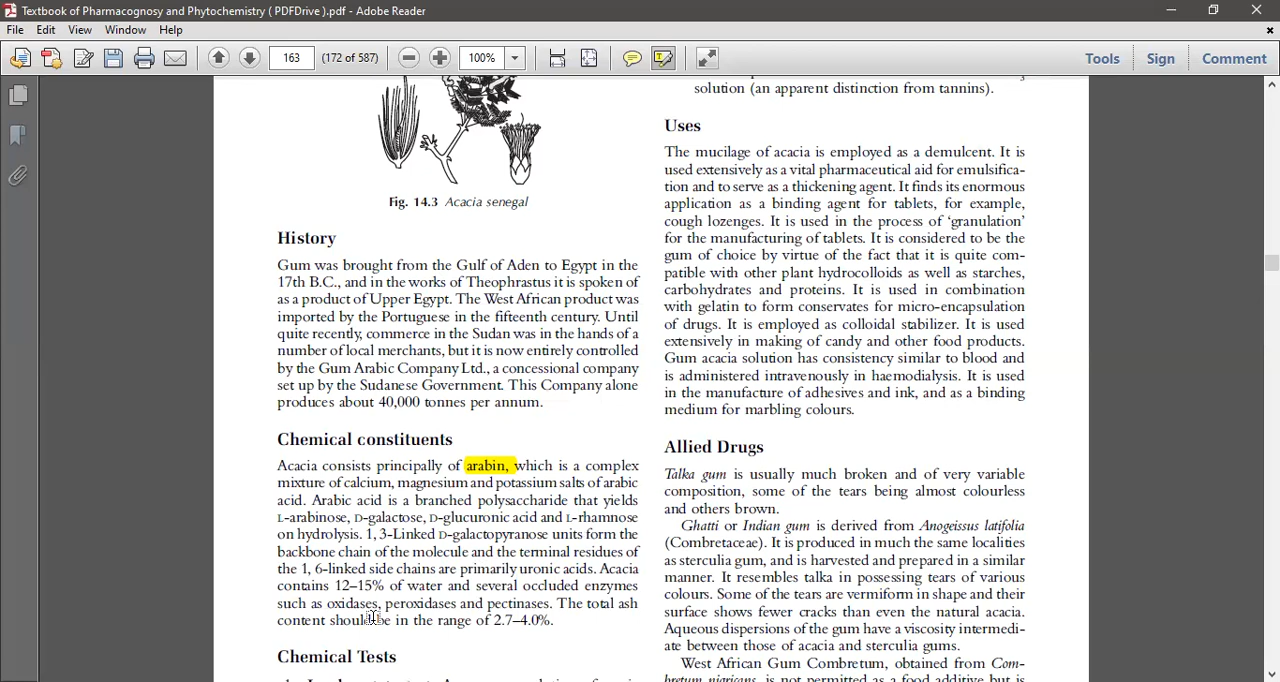 Textbook of Pharmacognosy and Phytochemistry ( PDFDrive ).pdf - Adobe Reader
File Edit View Window Help
163 (172 of 587) 100% Tools Sign Comment
Fig. 14.3 Acacia senegal
History
Gum was brought from the Gulf of Aden to Egypt in the
17th B.C., and in the works of Theophrastus it is spoken of
as a product of Upper Egypt. The West African product was
imported by the Portuguese in the fifteenth century. Until
quite recently, commerce in the Sudan was in the hands of a
number of local merchants, but it is now entirely controlled
by the Gum Arabic Company Ltd., a concessional company
set up by the Sudanese Government. This Company alone
produces about 40,000 tonnes per annum.
Chemical constituents
Acacia consists principally of arabin, which is a complex
mixture of calcium, magnesium and potassium salts of arabic
acid. Arabic acid is a branched polysaccharide that yields
L-arabinose, D-galactose, D-glucuronic acid and L-rhamnose
on hydrolysis. 1, 3-Linked D-galactopyranose units form the
backbone chain of the molecule and the terminal residues of
the 1, 6-linked side chains are primarily uronic acids. Acacia
contains 12–15% of water and several occluded enzymes
such as oxidases, peroxidases and pectinases. The total ash
content should be in the range of 2.7–4.0%.
Chemical Tests
solution (an apparent distinction from tannins).
Uses
The mucilage of acacia is employed as a demulcent. It is
used extensively as a vital pharmaceutical aid for emulsifica-
tion and to serve as a thickening agent. It finds its enormous
application as a binding agent for tablets, for example,
cough lozenges. It is used in the process of ‘granulation’
for the manufacturing of tablets. It is considered to be the
gum of choice by virtue of the fact that it is quite com-
patible with other plant hydrocolloids as well as starches,
carbohydrates and proteins. It is used in combination
with gelatin to form conservates for micro-encapsulation
of drugs. It is employed as colloidal stabilizer. It is used
extensively in making of candy and other food products.
Gum acacia solution has consistency similar to blood and
is administered intravenously in haemodialysis. It is used
in the manufacture of adhesives and ink, and as a binding
medium for marbling colours.
Allied Drugs
Talka gum is usually much broken and of very variable
composition, some of the tears being almost colourless
and others brown.
Ghatti or Indian gum is derived from Anogeissus latifolia
(Combretaceae). It is produced in much the same localities
as sterculia gum, and is harvested and prepared in a similar
manner. It resembles talka in possessing tears of various
colours. Some of the tears are vermiform in shape and their
surface shows fewer cracks than even the natural acacia.
Aqueous dispersions of the gum have a viscosity intermedi-
ate between those of acacia and sterculia gums.
West African Gum Combretum, obtained from Com-
bretum nigricans, is not permitted as a food additive but is